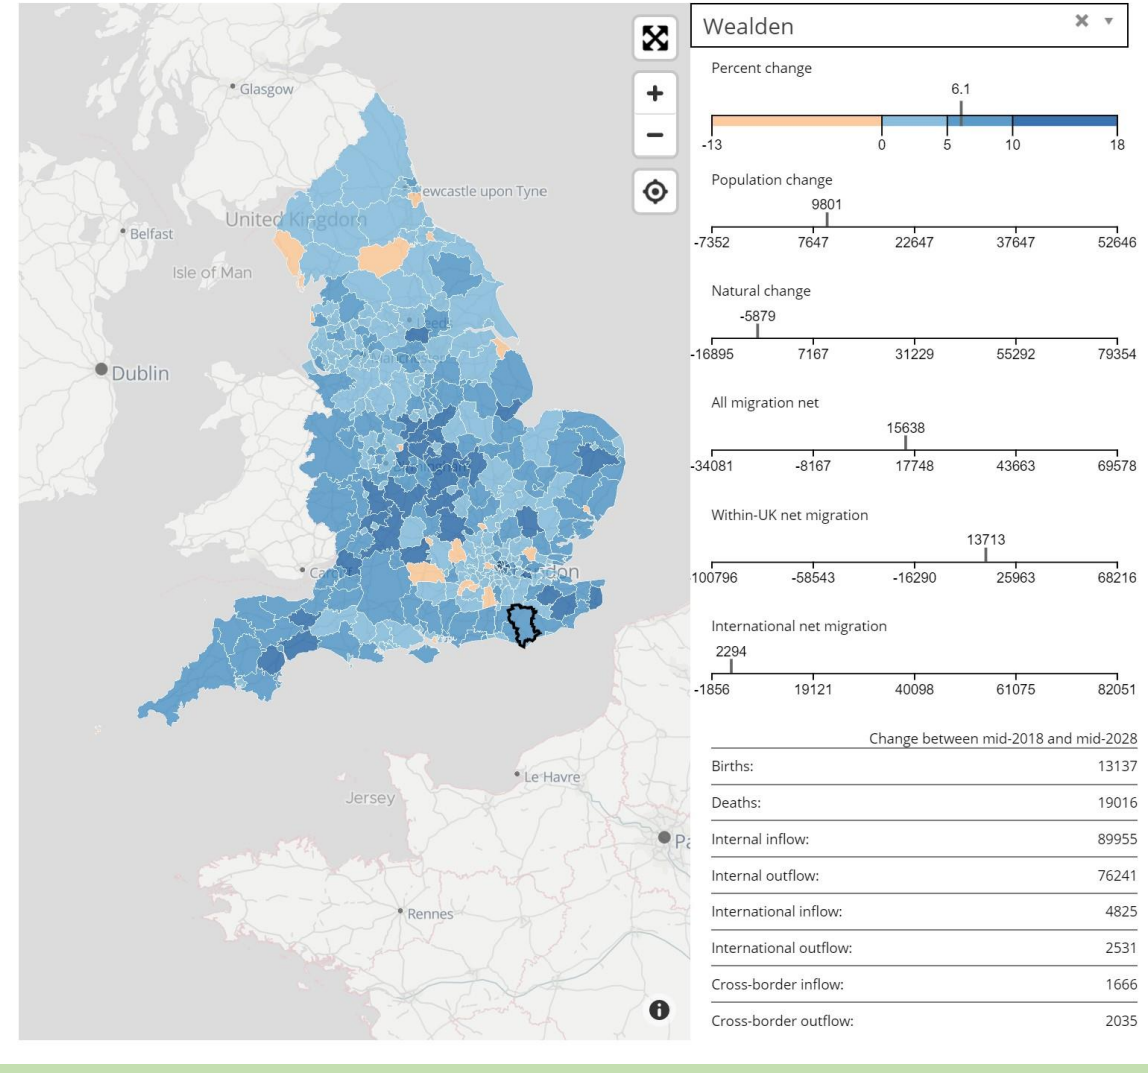 Wealden
Percent change
6.1
-13 0 5 10 18
Population change
9801
-7352 7647 22647 37647 52646
Natural change
-5879
-16895 7167 31229 55292 79354
All migration net
15638
-34081 -8167 17748 43663 69578
Within-UK net migration
13713
100796 -58543 -16290 25963 68216
International net migration
2294
-1856 19121 40098 61075 82051
Change between mid-2018 and mid-2028
Births: 13137
Deaths: 19016
Internal inflow: 89955
Internal outflow: 76241
International inflow: 4825
International outflow: 2531
Cross-border inflow: 1666
Cross-border outflow: 2035
Glasgow
ewcastle upon Tyne
United Kingdom
Belfast
Isle of Man
Leeds
Dublin
Le Havre
Jersey
Rennes
+
−